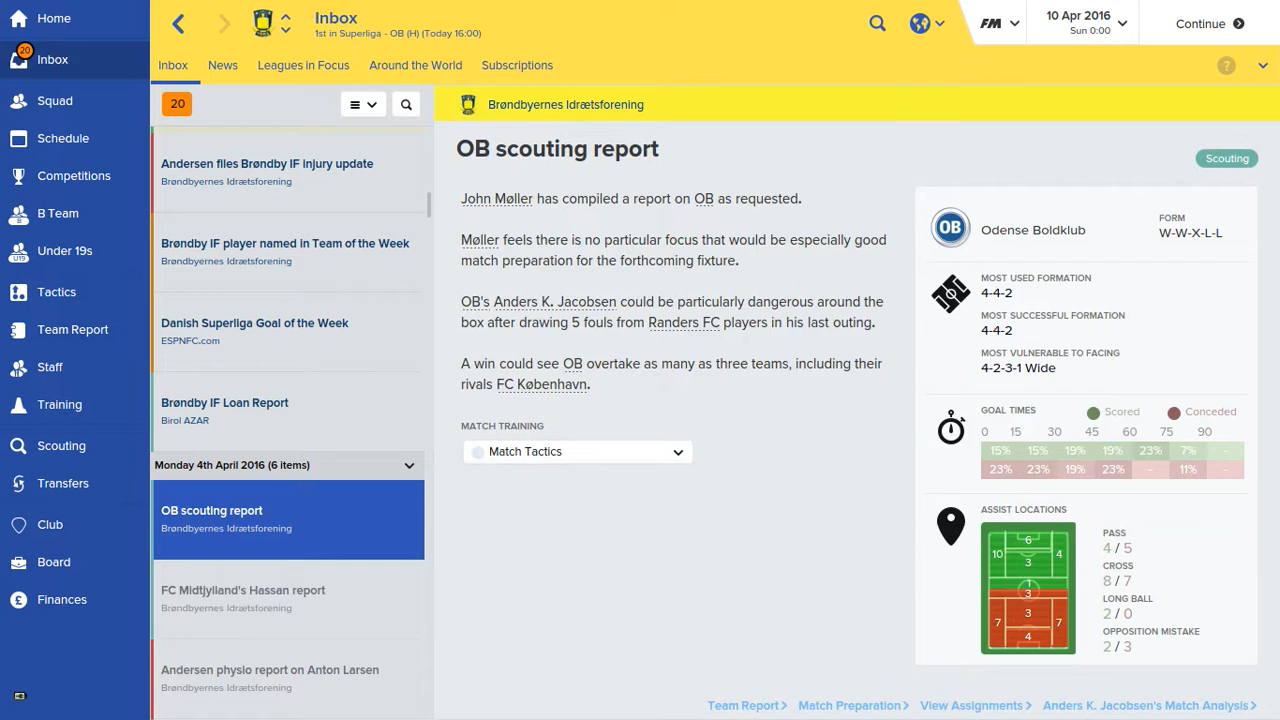 Home
20
Inbox
Squad
Schedule
Competitions
B Team
U19
Under 19s
Tactics
Team Report
Staff
Training
Scouting
Transfers
Club
Board
Finances
Inbox
1st in Superliga - OB (H) (Today 16:00)
FM
10 Apr 2016
Sun 0:00
Continue
Inbox
News
Leagues in Focus
Around the World
Subscriptions
?
20
Andersen files Brøndby IF injury update
Brøndbyernes Idrætsforening
Brøndby IF player named in Team of the Week
Brøndbyernes Idrætsforening
Danish Superliga Goal of the Week
ESPNFC.com
Brøndby IF Loan Report
Birol AZAR
Monday 4th April 2016 (6 items)
OB scouting report
Brøndbyernes Idrætsforening
FC Midtjylland's Hassan report
Brøndbyernes Idrætsforening
Andersen physio report on Anton Larsen
Brøndbyernes Idrætsforening
Brøndbyernes Idrætsforening
OB scouting report
Scouting
John Møller has compiled a report on OB as requested.
Møller feels there is no particular focus that would be especially good
match preparation for the forthcoming fixture.
OB's Anders K. Jacobsen could be particularly dangerous around the
box after drawing 5 fouls from Randers FC players in his last outing.
A win could see OB overtake as many as three teams, including their
rivals FC København.
MATCH TRAINING
Match Tactics
OB
Odense Boldklub
FORM
W-W-X-L-L
MOST USED FORMATION
4-4-2
MOST SUCCESSFUL FORMATION
4-4-2
MOST VULNERABLE TO FACING
4-2-3-1 Wide
GOAL TIMES
Scored
Conceded
0 15 30 45 60 75 90
15% 15% 19% 19% 23% 7% -
23% 23% 19% 23% - 11% -
ASSIST LOCATIONS
6
10 4
3
1
3
3
7 7
4
PASS
4 / 5
CROSS
8 / 7
LONG BALL
2 / 0
OPPOSITION MISTAKE
2 / 3
Team Report
Match Preparation
View Assignments
Anders K. Jacobsen's Match Analysis